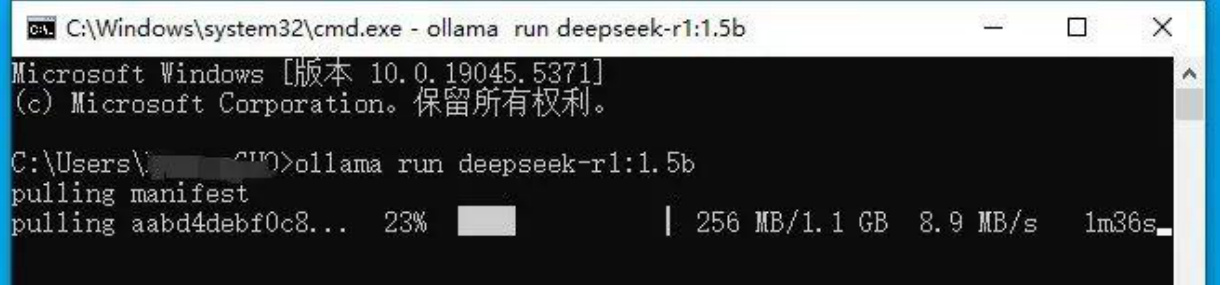 C:\Windows\system32\cmd.exe - ollama  run deepseek-r1:1.5b
Microsoft Windows [版本 10.0.19045.5371]
(c) Microsoft Corporation。保留所有权利。
C:\Users\ >ollama run deepseek-r1:1.5b
pulling manifest
pulling aabd4debf0c8...  23% | 256 MB/1.1 GB  8.9 MB/s  1m36s